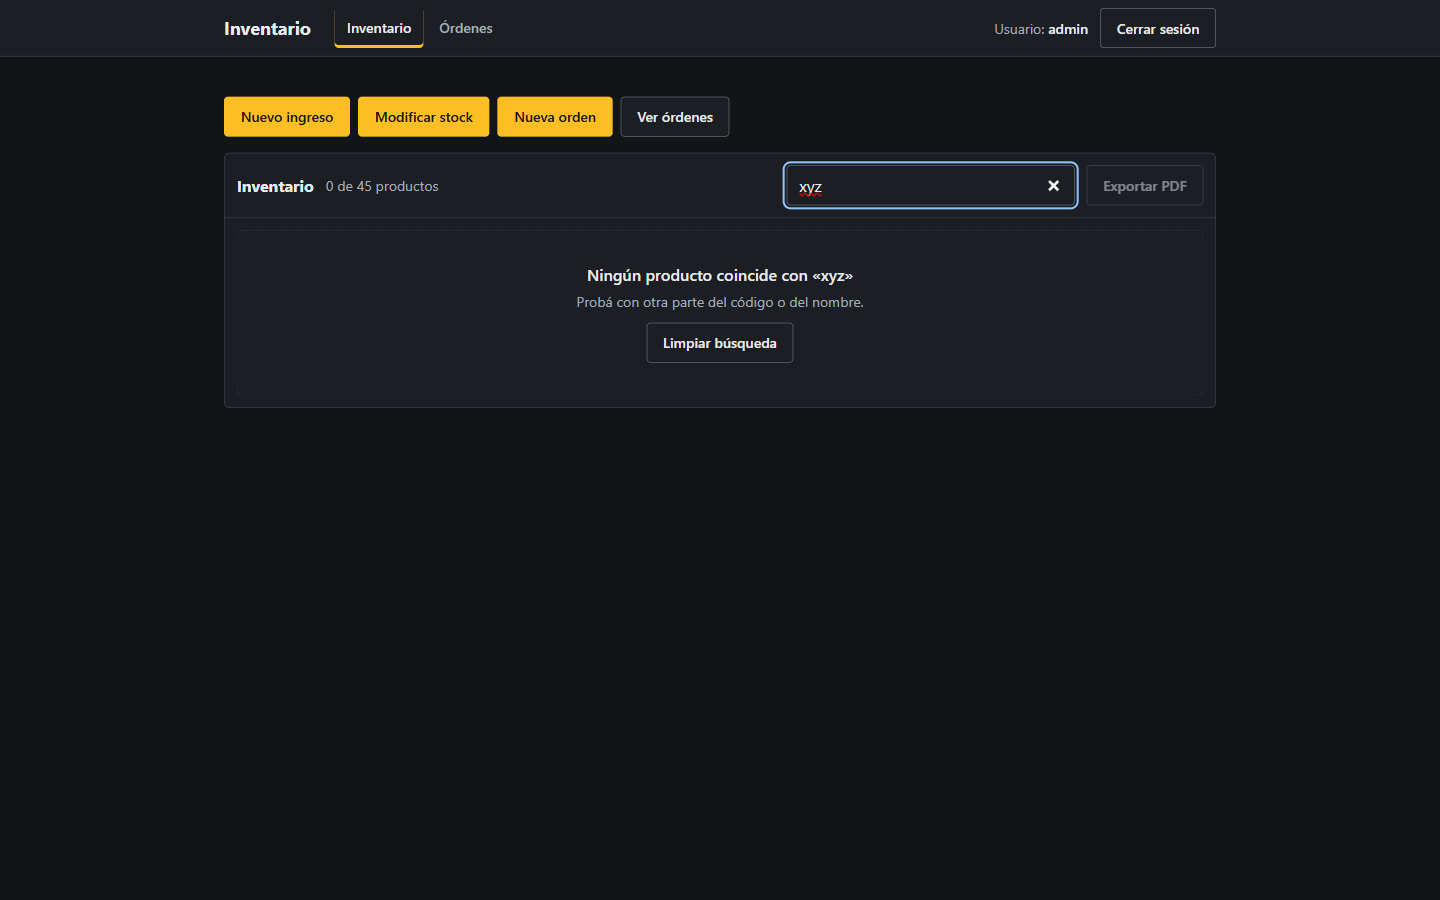 Inventario Inventario Órdenes Usuario: admin Cerrar sesión
Nuevo ingreso Modificar stock Nueva orden Ver órdenes
Inventario 0 de 45 productos xyz Exportar PDF
Ningún producto coincide con «xyz»
Probá con otra parte del código o del nombre.
Limpiar búsqueda